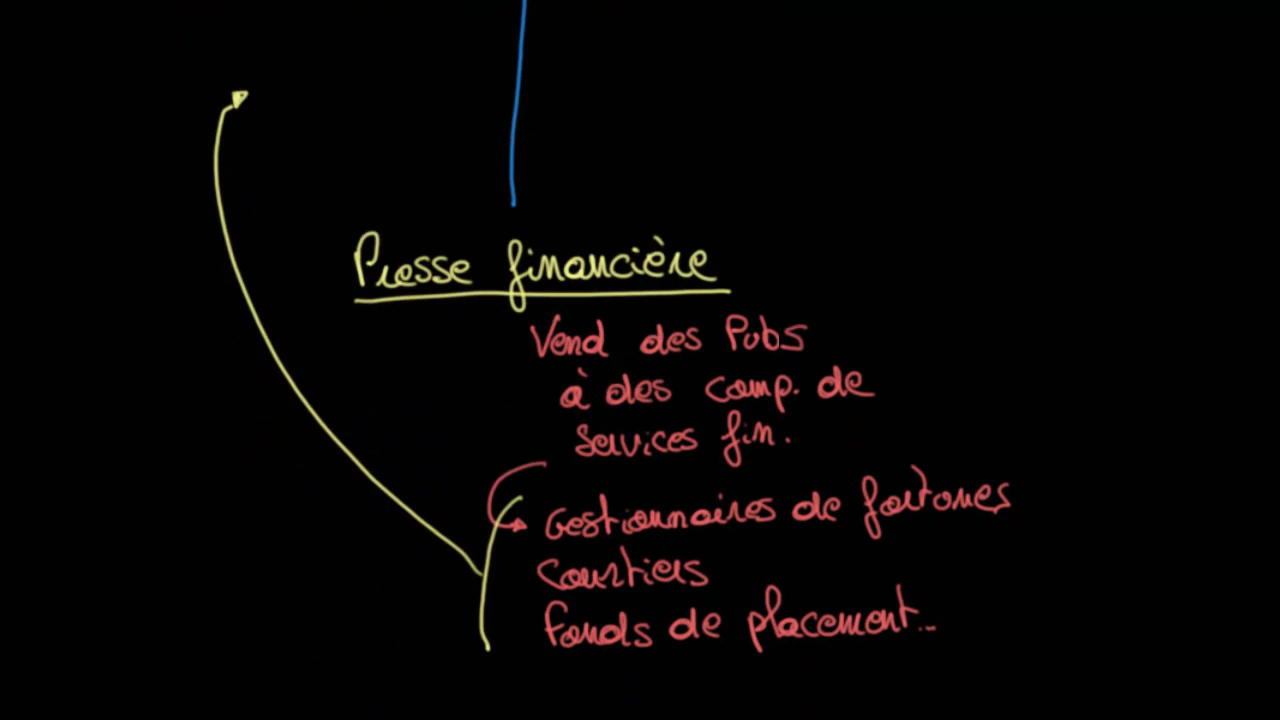 Presse financière
Vend des Pubs
à des comp. de
services fin.
Gestionnaires de fortunes
Courtiers
Fonds de placement...